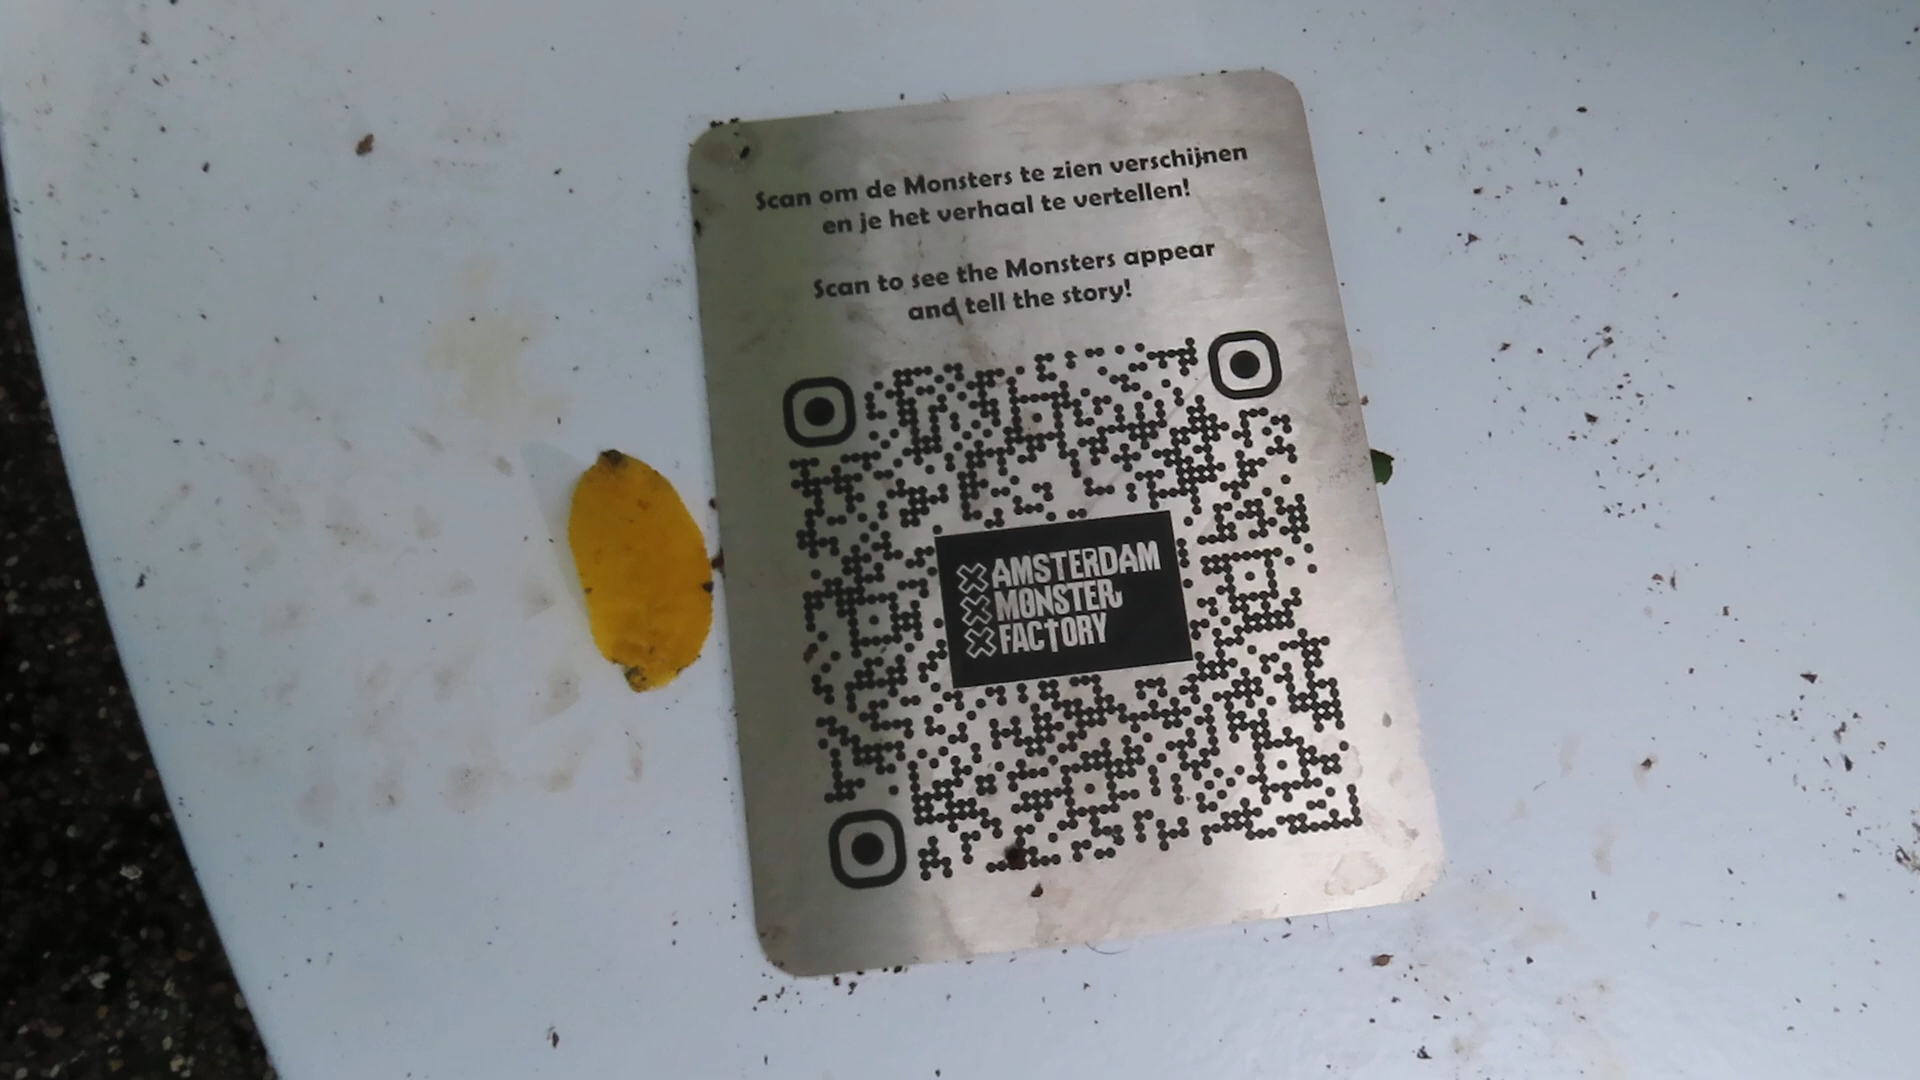 Scan om de Monsters te zien verschijnen
en je het verhaal te vertellen!
Scan to see the Monsters appear
and tell the story!
AMSTERDAM
MONSTER
FACTORY